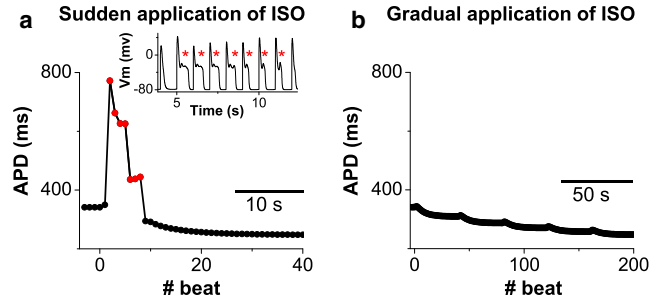 a Sudden application of ISO
b Gradual application of ISO
Vm (mv)
0
-80
* * * * * * *
5 10
Time (s)
APD (ms)
800
400
10 s
0 20 40
# beat
APD (ms)
800
400
50 s
0 100 200
# beat